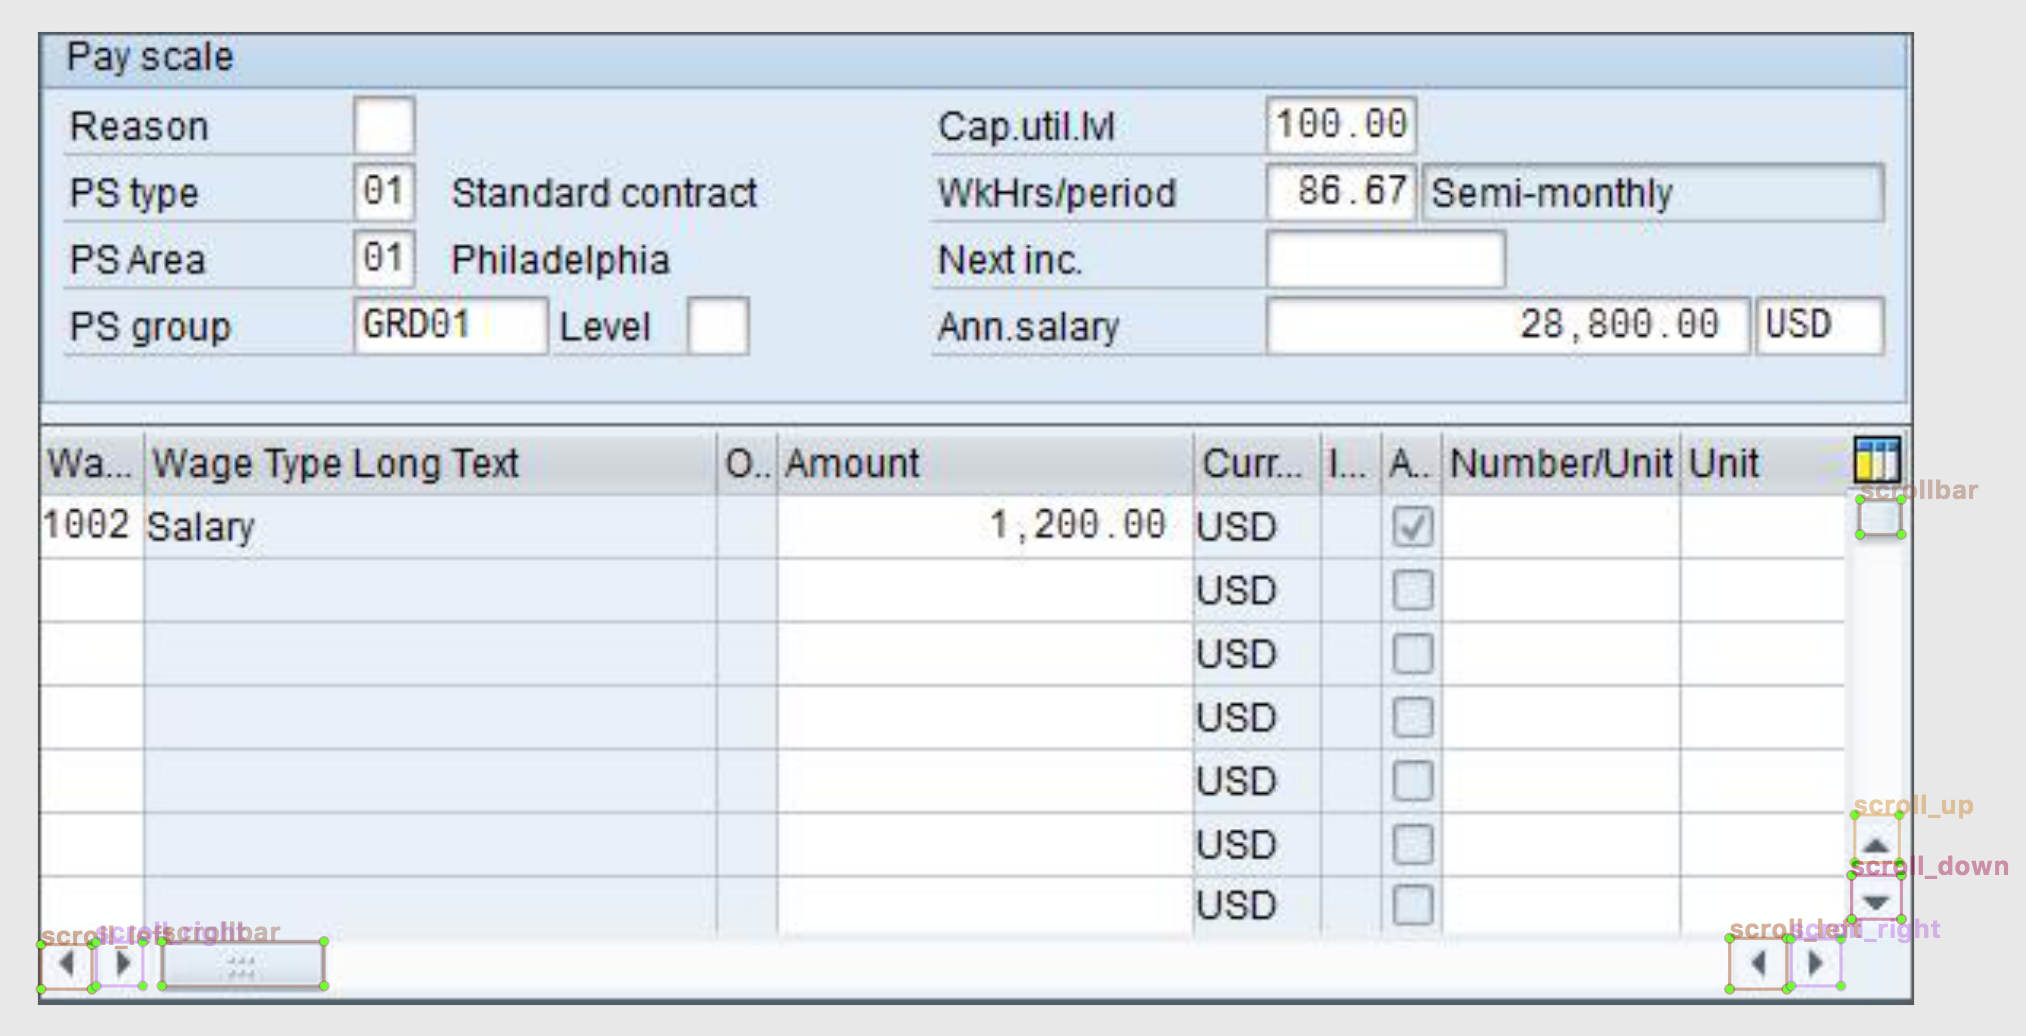 Pay scale
Reason
Cap.util.lvl 100.00
PS type 01 Standard contract
WkHrs/period 86.67 Semi-monthly
PS Area 01 Philadelphia
Next inc.
PS group GRD01 Level
Ann.salary 28,800.00 USD
Wa... Wage Type Long Text O.. Amount Curr... I... A.. Number/Unit Unit
scrollbar
1002 Salary 1,200.00 USD
USD
USD
USD
USD
scroll_up
USD
scroll_down
USD
scroll_left scroll_right scrollbar scroll_left scroll_right